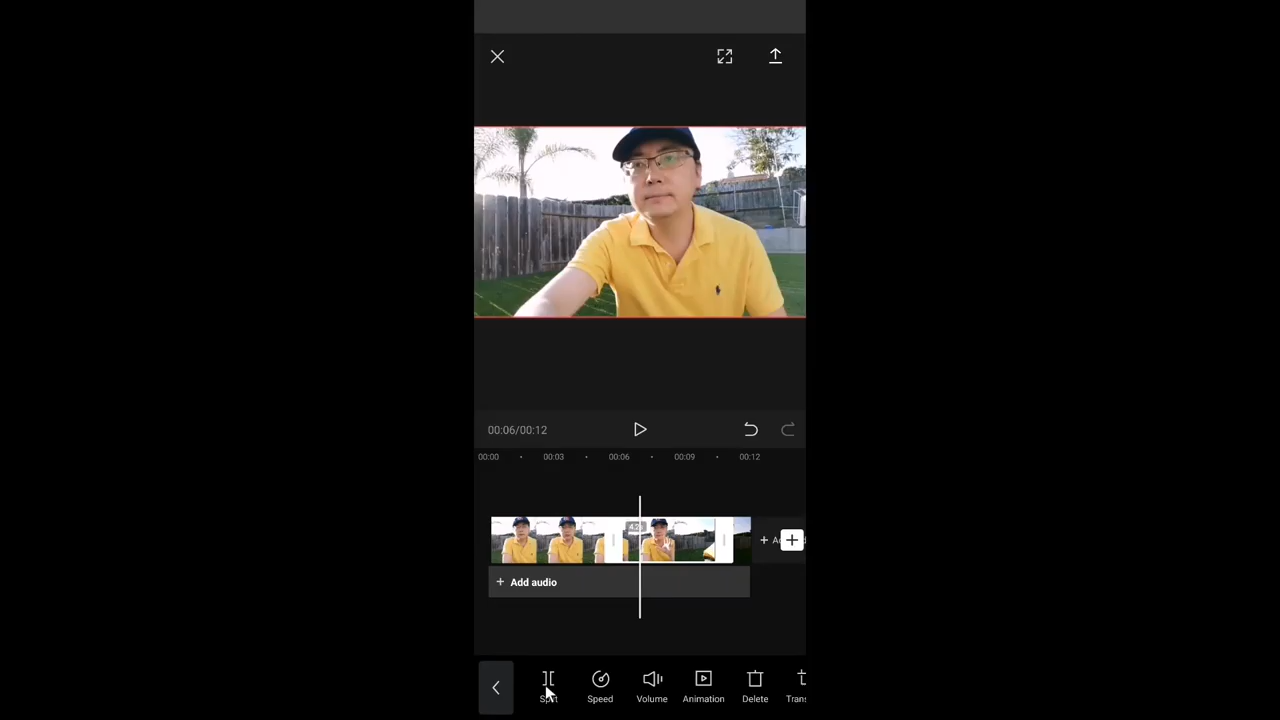 00:06/00:12
00:00 00:03 00:06 00:09 00:12
+ Add audio
Split Speed Volume Animation Delete Trans